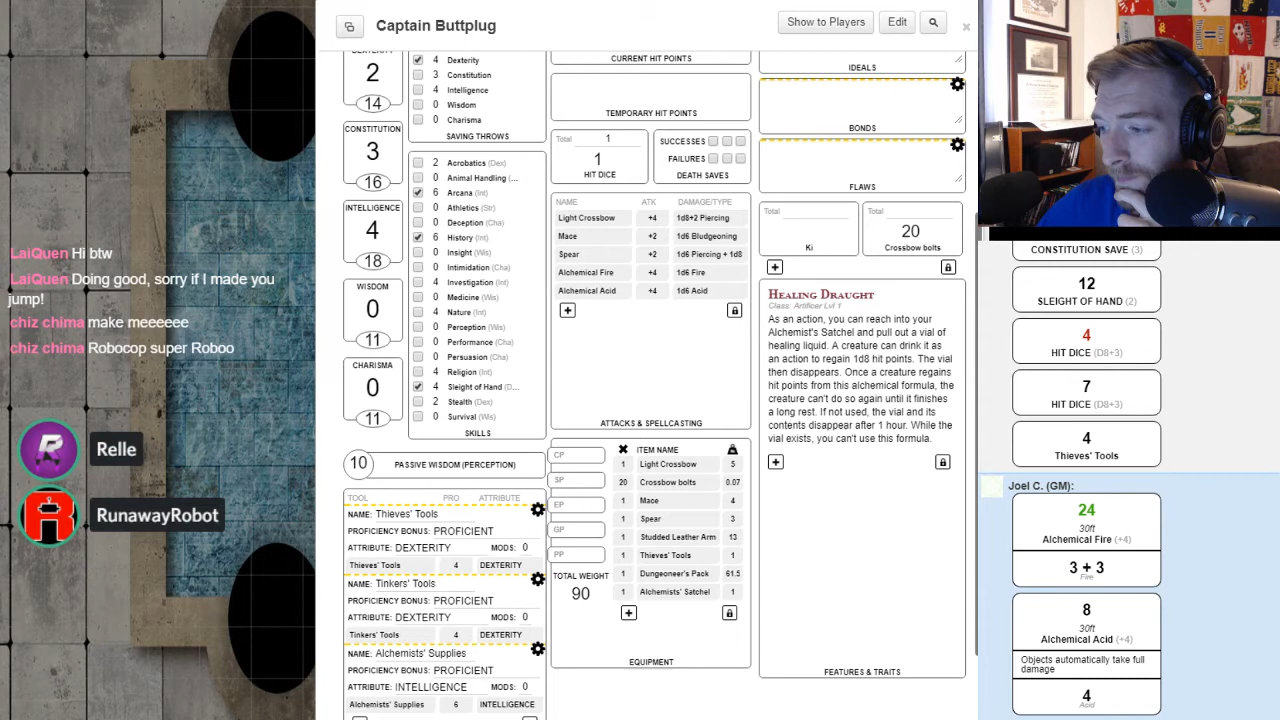 Captain Buttplug
Show to Players
Edit
×
DEXTERITY
2
14
CONSTITUTION
3
16
INTELLIGENCE
4
18
WISDOM
0
11
CHARISMA
0
11
4 Dexterity
3 Constitution
4 Intelligence
0 Wisdom
0 Charisma
SAVING THROWS
2 Acrobatics (Dex)
0 Animal Handling (...
6 Arcana (Int)
0 Athletics (Str)
0 Deception (Cha)
6 History (Int)
0 Insight (Wis)
0 Intimidation (Cha)
4 Investigation (Int)
0 Medicine (Wis)
4 Nature (Int)
0 Perception (Wis)
0 Performance (Cha)
0 Persuasion (Cha)
4 Religion (Int)
4 Sleight of Hand (D...
2 Stealth (Dex)
0 Survival (Wis)
SKILLS
10 PASSIVE WISDOM (PERCEPTION)
TOOL PRO ATTRIBUTE
NAME: Thieves' Tools
PROFICIENCY BONUS: PROFICIENT
ATTRIBUTE: DEXTERITY MODS: 0
Thieves' Tools 4 DEXTERITY
NAME: Tinkers' Tools
PROFICIENCY BONUS: PROFICIENT
ATTRIBUTE: DEXTERITY MODS: 0
Tinkers' Tools 4 DEXTERITY
NAME: Alchemists' Supplies
PROFICIENCY BONUS: PROFICIENT
ATTRIBUTE: INTELLIGENCE MODS: 0
Alchemists' Supplies 6 INTELLIGENCE
CURRENT HIT POINTS
TEMPORARY HIT POINTS
Total 1
1
HIT DICE
SUCCESSES
FAILURES
DEATH SAVES
NAME ATK DAMAGE/TYPE
Light Crossbow +4 1d8+2 Piercing
Mace +2 1d6 Bludgeoning
Spear +2 1d6 Piercing + 1d8
Alchemical Fire +4 1d6 Fire
Alchemical Acid +4 1d6 Acid
+
ATTACKS & SPELLCASTING
CP
SP
EP
GP
PP
TOTAL WEIGHT
90
ITEM NAME
1 Light Crossbow 5
20 Crossbow bolts 0.07
1 Mace 4
1 Spear 3
1 Studded Leather Arm 13
1 Thieves' Tools 1
1 Dungeoneer's Pack 61.5
1 Alchemists' Satchel 1
+
EQUIPMENT
IDEALS
BONDS
FLAWS
Total
Ki
Total
20
Crossbow bolts
+
HEALING DRAUGHT
Class: Artificer Lvl 1
As an action, you can reach into your
Alchemist's Satchel and pull out a vial of
healing liquid. A creature can drink it as
an action to regain 1d8 hit points. The vial
then disappears. Once a creature regains
hit points from this alchemical formula, the
creature can't do so again until it finishes
a long rest. If not used, the vial and its
contents disappear after 1 hour. While the
vial exists, you can't use this formula.
+
FEATURES & TRAITS
LaiQuen Hi btw
LaiQuen Doing good, sorry if I made you
jump!
chiz chima make meeeeee
chiz chima Robocop super Roboo
R Relle
RunawayRobot
CONSTITUTION SAVE (3)
12
SLEIGHT OF HAND (2)
4
HIT DICE (D8+3)
7
HIT DICE (D8+3)
4
Thieves' Tools
Joel C. (GM):
24
30ft
Alchemical Fire (+4)
3 + 3
Fire
8
30ft
Alchemical Acid (+4)
Objects automatically take full
damage
4
Acid